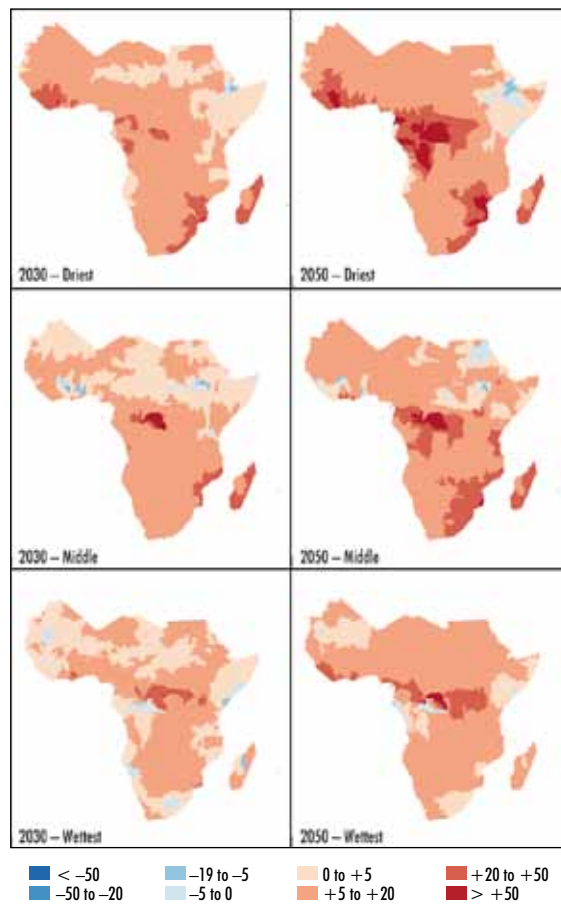 2030 – Driest
2050 – Driest
2030 – Middle
2050 – Middle
2030 – Wettest
2050 – Wettest
< –50
–19 to –5
0 to +5
+20 to +50
–50 to –20
–5 to 0
+5 to +20
> +50